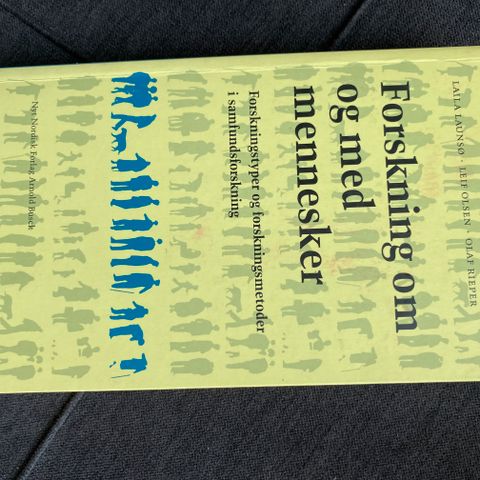 LAILA LAUNSØ · LEIF OLSEN · OLAF RIEPER
Forskning om
og med
mennesker
Forskningstyper og forskningsmetoder
i samfundsforskning
Nyt Nordisk Forlag Arnold Busck